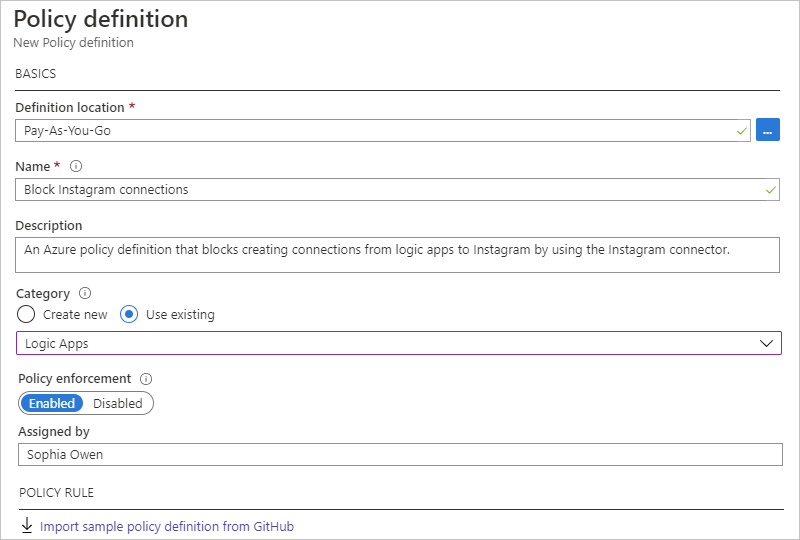 Policy definition
New Policy definition
BASICS
Definition location *
Pay-As-You-Go
...
Name *
Block Instagram connections
Description
An Azure policy definition that blocks creating connections from logic apps to Instagram by using the Instagram connector.
Category
Create new Use existing
Logic Apps
Policy enforcement
Enabled Disabled
Assigned by
Sophia Owen
POLICY RULE
Import sample policy definition from GitHub